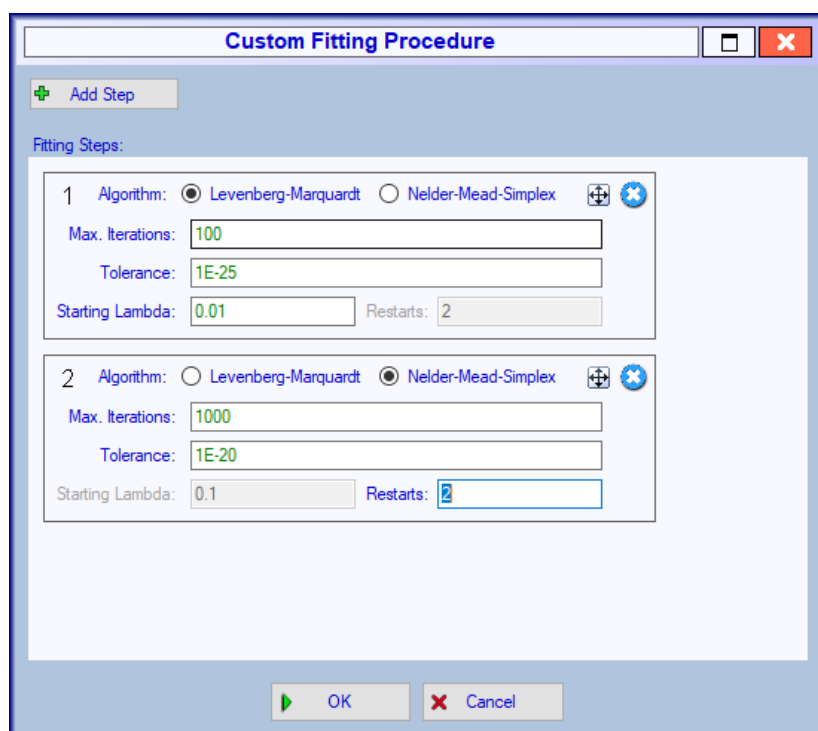 Custom Fitting Procedure
Add Step
Fitting Steps:
1 Algorithm: Levenberg-Marquardt Nelder-Mead-Simplex
Max. Iterations: 100
Tolerance: 1E-25
Starting Lambda: 0.01 Restarts: 2
2 Algorithm: Levenberg-Marquardt Nelder-Mead-Simplex
Max. Iterations: 1000
Tolerance: 1E-20
Starting Lambda: 0.1 Restarts: 2
OK Cancel